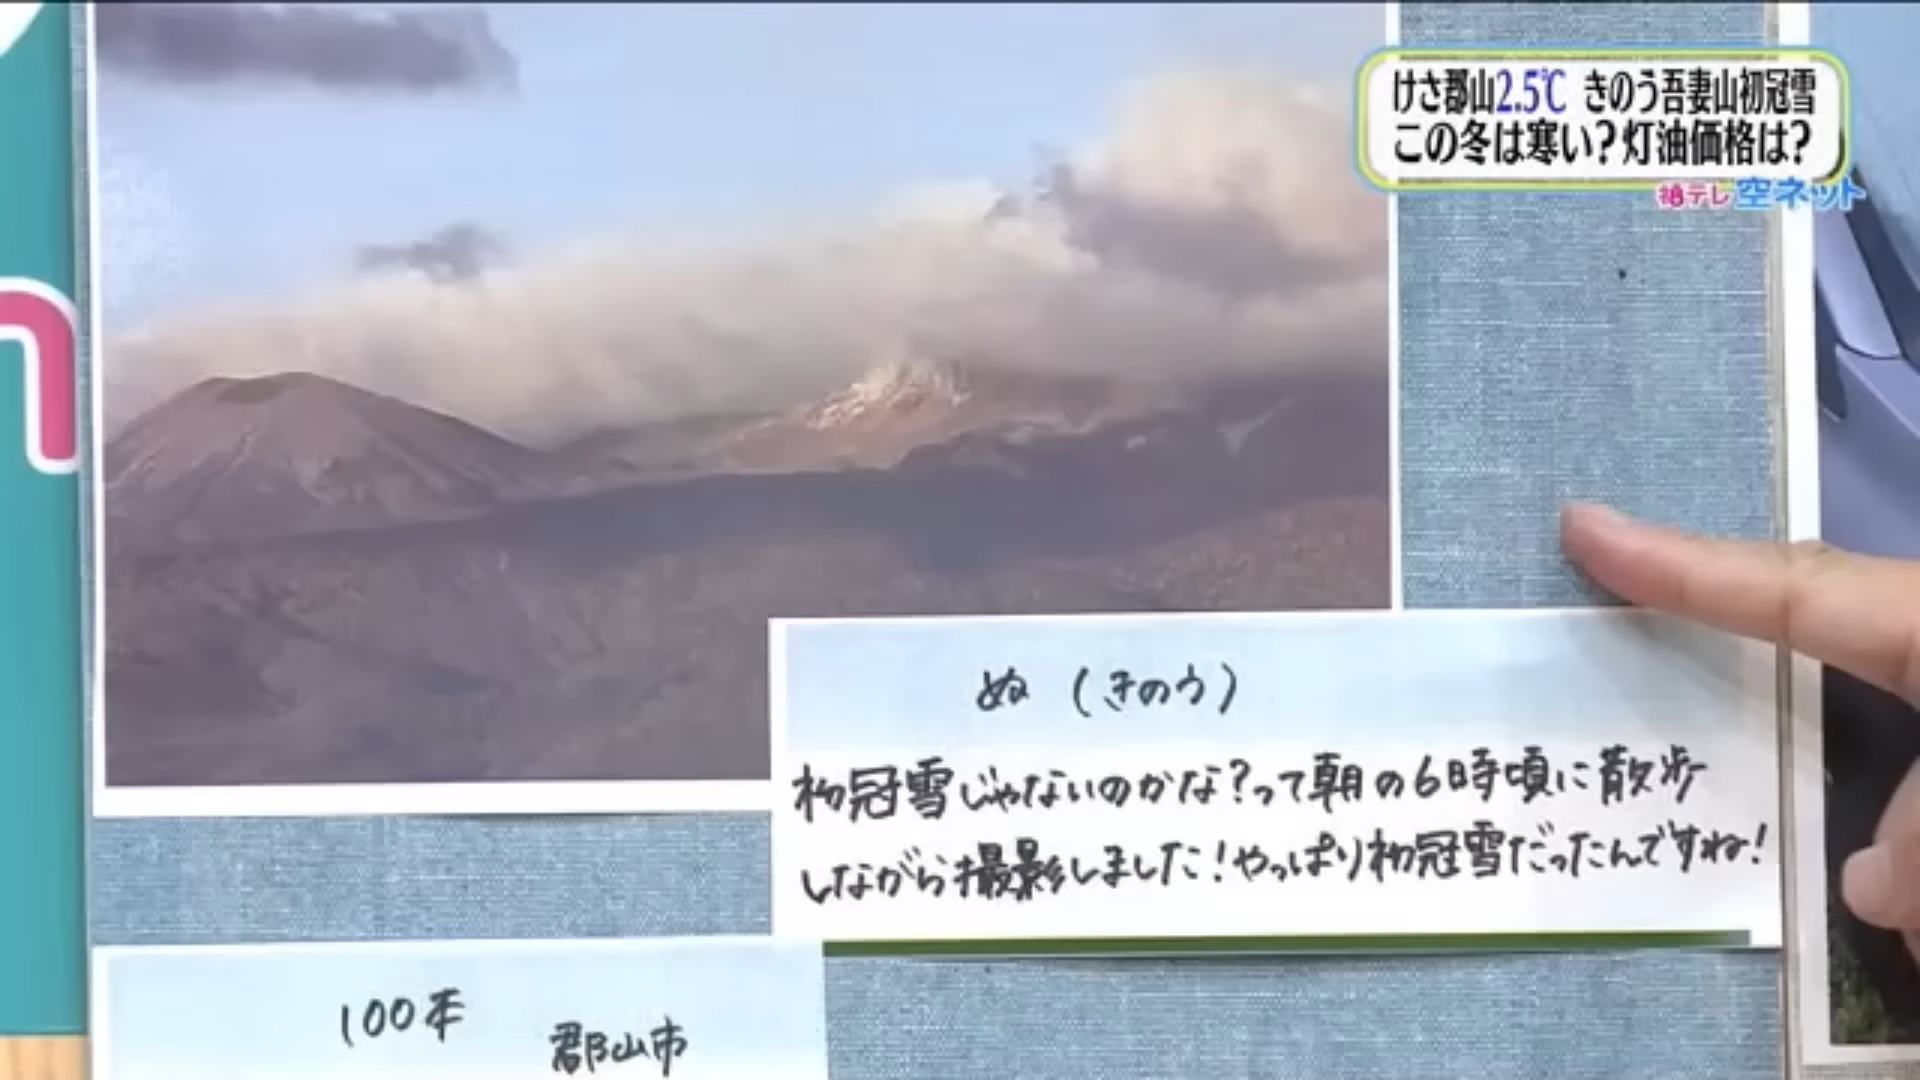 けさ郡山2.5℃ きのう吾妻山初冠雪
この冬は寒い?灯油価格は?
福テレ空ネット
ぬ (きのう)
初冠雪じゃないのかな?って朝の6時頃に散歩
しながら撮影しました!やっぱり初冠雪だったんですね!
100本
郡山市